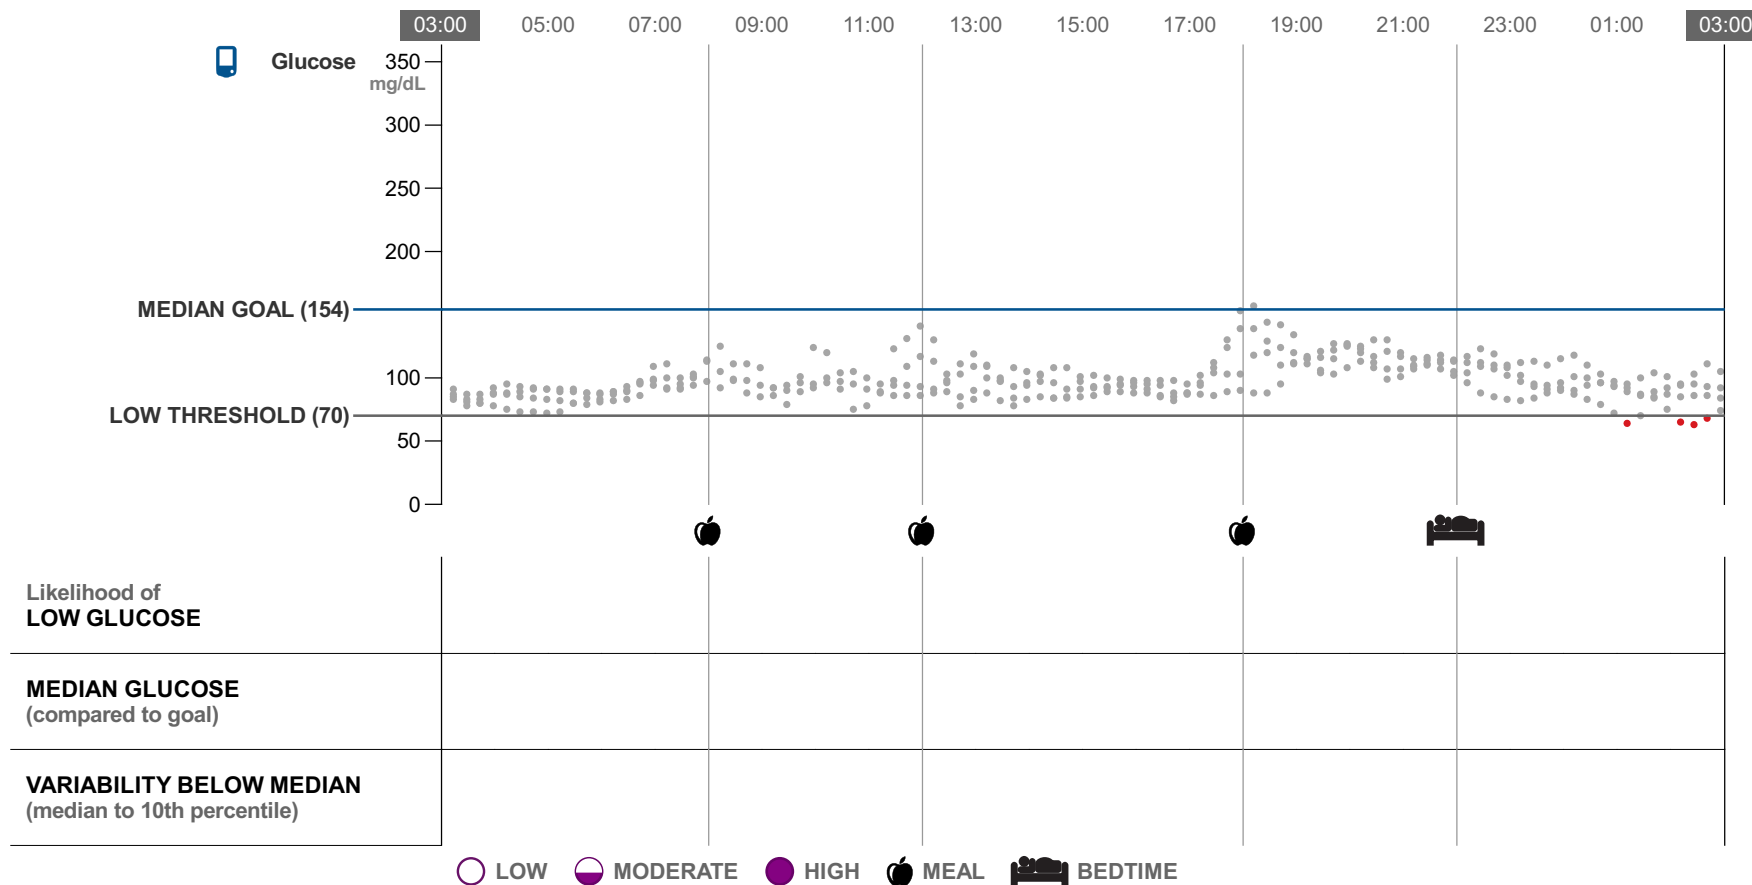 03:00 05:00 07:00 09:00 11:00 13:00 15:00 17:00 19:00 21:00 23:00 01:00 03:00
Glucose 350
mg/dL
300
250
200
MEDIAN GOAL (154)
100
LOW THRESHOLD (70)
50
0
Likelihood of
LOW GLUCOSE
MEDIAN GLUCOSE
(compared to goal)
VARIABILITY BELOW MEDIAN
(median to 10th percentile)
LOW MODERATE HIGH MEAL BEDTIME